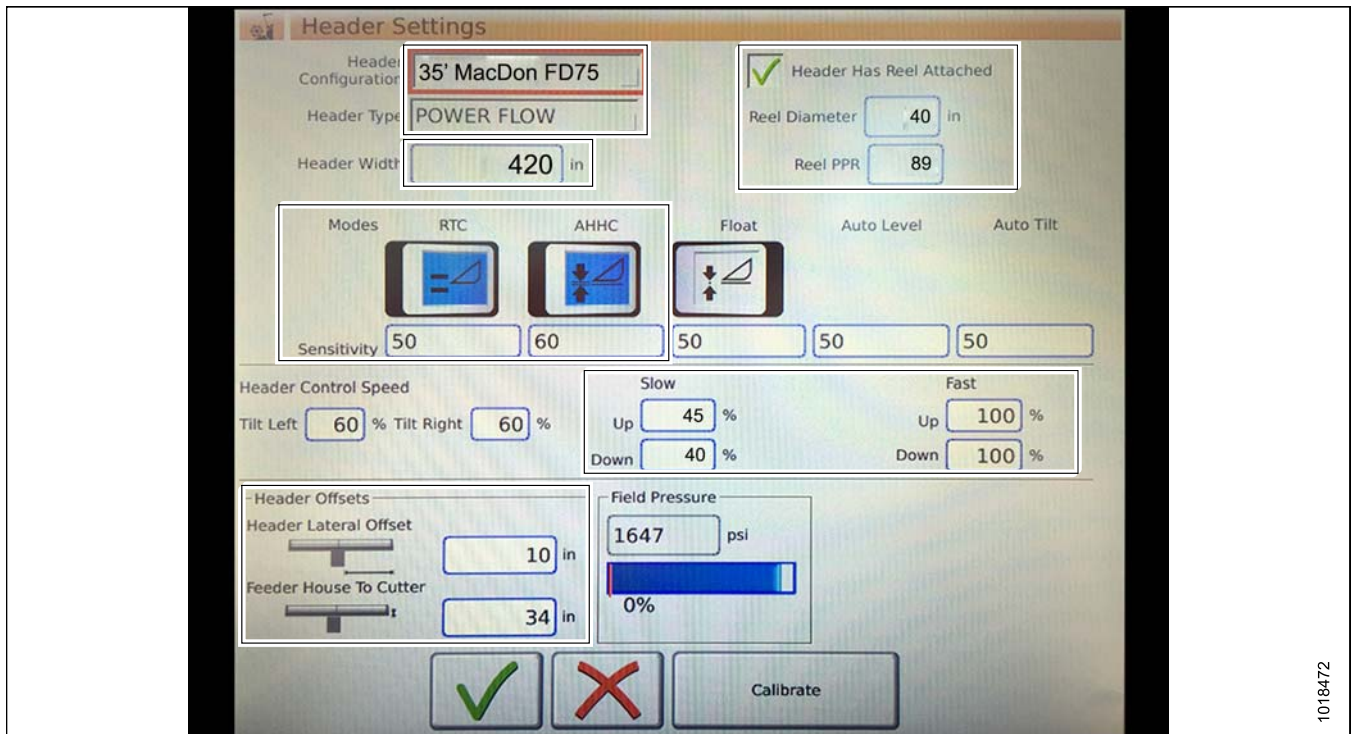 Header Settings
Header
Configuration
35' MacDon FD75
Header Type
POWER FLOW
Header Width
420 in
Header Has Reel Attached
Reel Diameter 40 in
Reel PPR 89
Modes RTC AHHC Float Auto Level Auto Tilt
Sensitivity 50 60 50 50 50
Header Control Speed
Tilt Left 60 % Tilt Right 60 %
Slow Fast
Up 45 % Up 100 %
Down 40 % Down 100 %
Header Offsets
Header Lateral Offset
10 in
Feeder House To Cutter
34 in
Field Pressure
1647 psi
0%
Calibrate
1018472